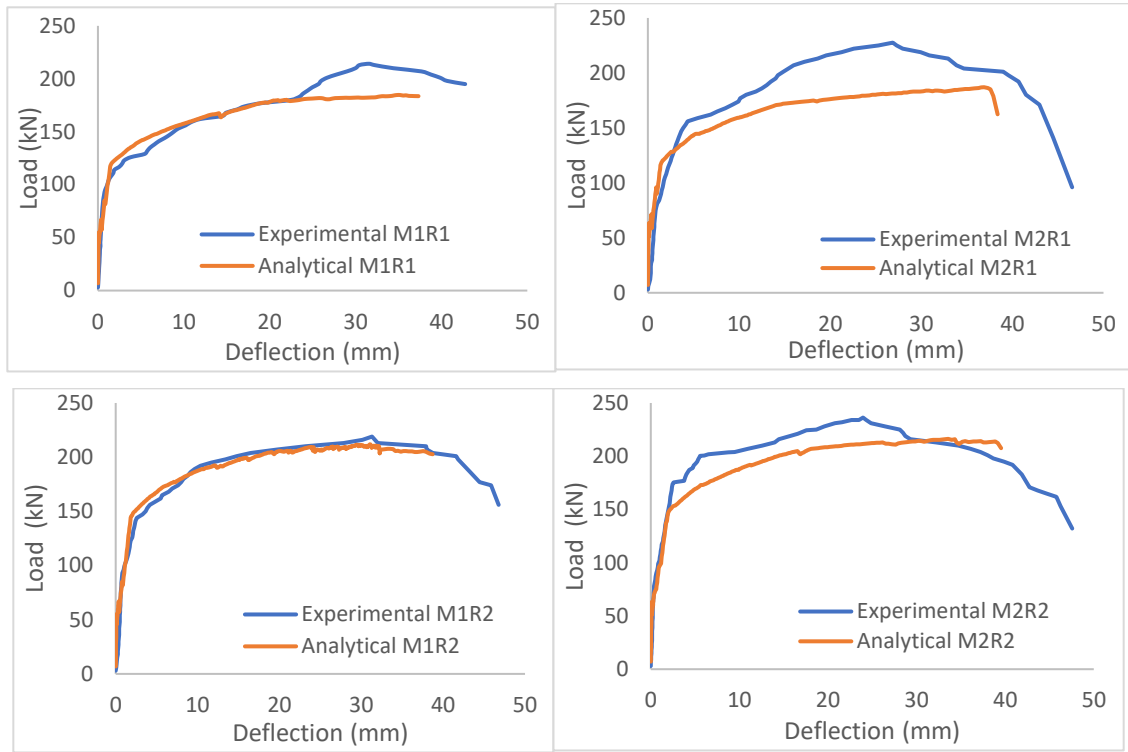 250
200
150
100
50
0
Load (kN)
Experimental M1R1
Analytical M1R1
0 10 20 30 40 50
Deflection (mm)
250
200
150
100
50
0
Load (kN)
Experimental M2R1
Analytical M2R1
0 10 20 30 40 50
Deflection (mm)
250
200
150
100
50
0
Load (kN)
Experimental M1R2
Analytical M1R2
0 10 20 30 40 50
Deflection (mm)
250
200
150
100
50
0
Load (kN)
Experimental M2R2
Analytical M2R2
0 10 20 30 40 50
Deflection (mm)